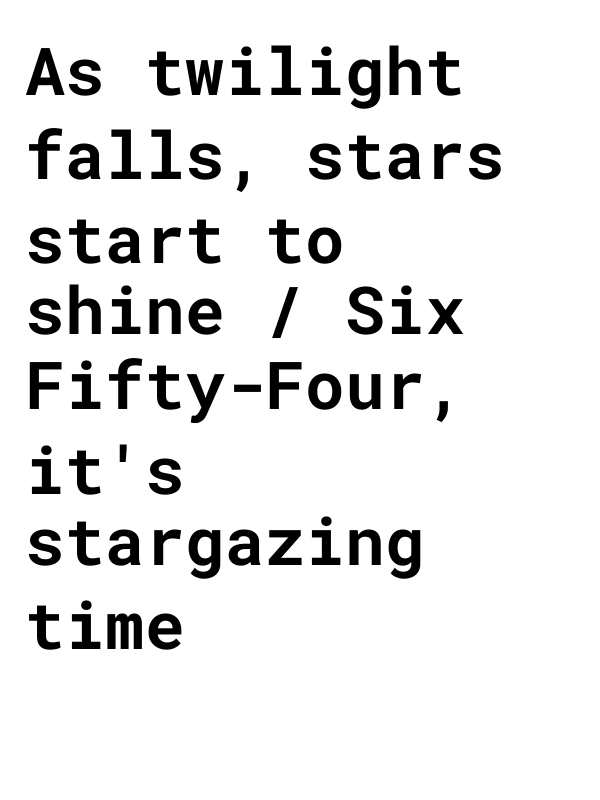 As twilight
falls, stars
start to
shine / Six
Fifty-Four,
it's
stargazing
time